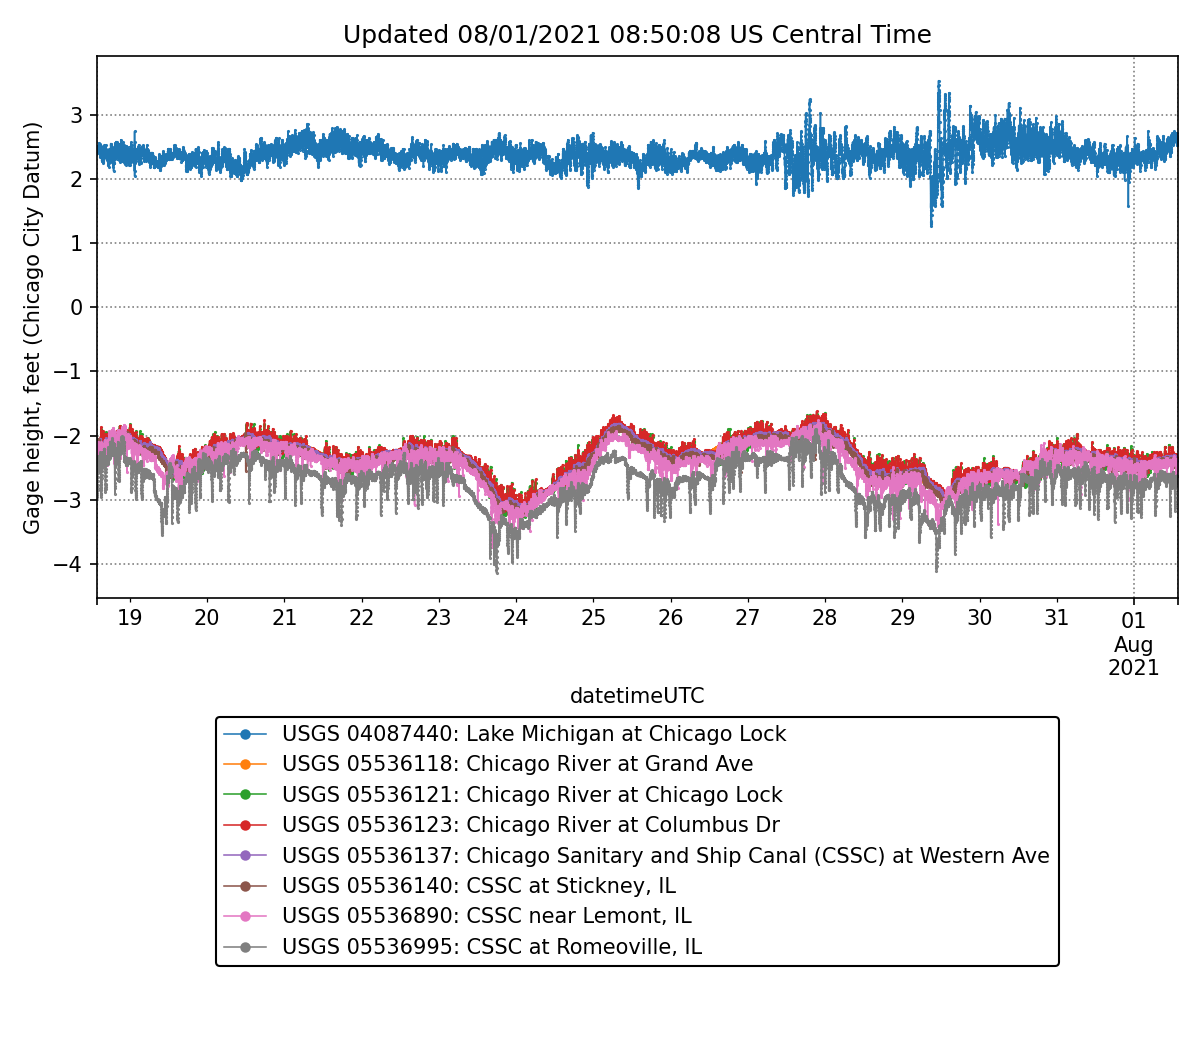 Updated 08/01/2021 08:50:08 US Central Time
Gage height, feet (Chicago City Datum)
3
2
1
0
−1
−2
−3
−4
19 20 21 22 23 24 25 26 27 28 29 30 31 01
Aug
2021
datetimeUTC
USGS 04087440: Lake Michigan at Chicago Lock
USGS 05536118: Chicago River at Grand Ave
USGS 05536121: Chicago River at Chicago Lock
USGS 05536123: Chicago River at Columbus Dr
USGS 05536137: Chicago Sanitary and Ship Canal (CSSC) at Western Ave
USGS 05536140: CSSC at Stickney, IL
USGS 05536890: CSSC near Lemont, IL
USGS 05536995: CSSC at Romeoville, IL